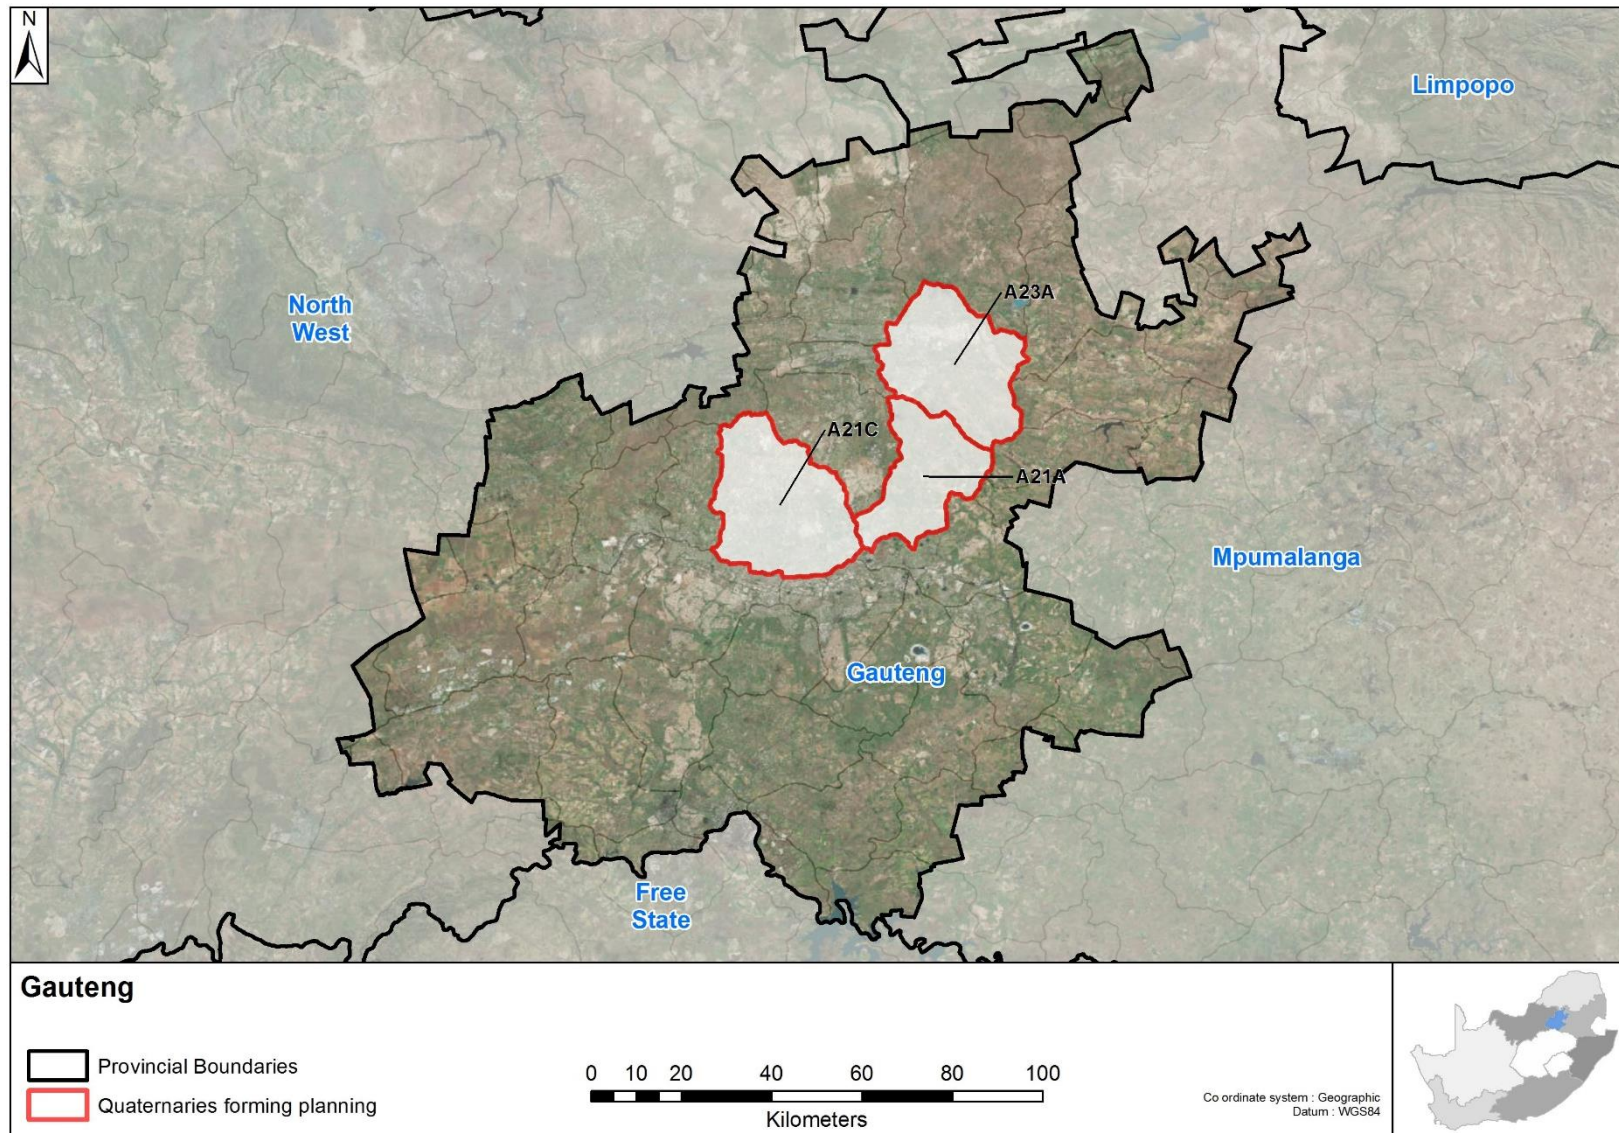 N
Limpopo
A23A
North
West
A21C
A21A
Mpumalanga
Gauteng
Free
State
Gauteng
Provincial Boundaries
Quaternaries forming planning
0 10 20 40 60 80 100
Kilometers
Co ordinate system : Geographic
Datum : WGS84